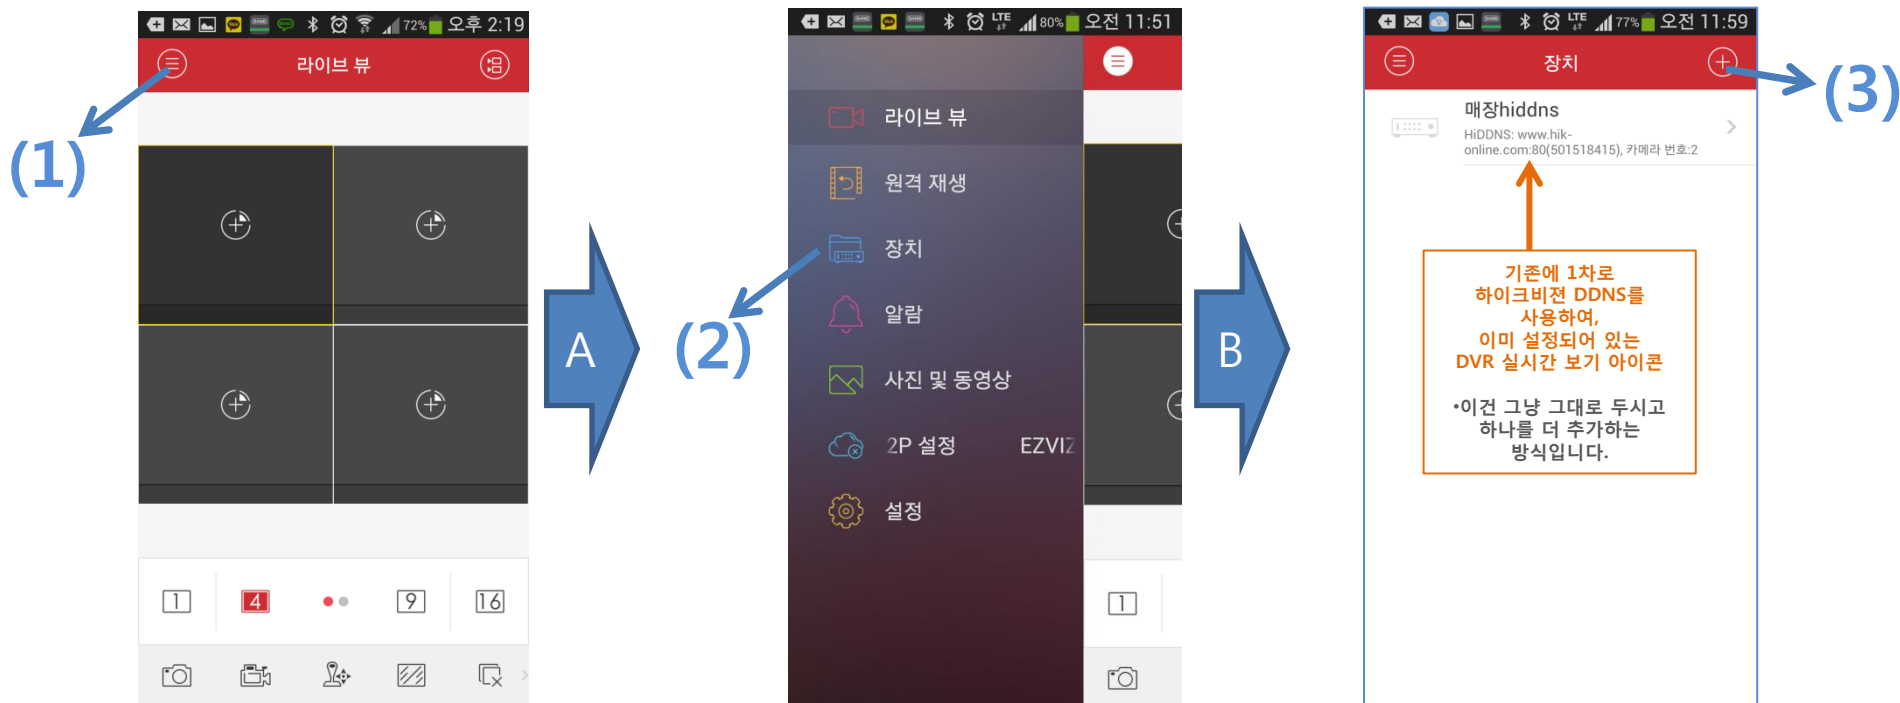 72% 오후 2:19
라이브 뷰
(1)
1
4
9
16
A
LTE 80% 오전 11:51
라이브 뷰
원격 재생
장치
(2)
알람
사진 및 동영상
2P 설정 EZVIZ
설정
1
B
LTE 77% 오전 11:59
장치
(3)
매장hiddns
HiDDNS: www.hik-
online.com:80(501518415), 카메라 번호:2
기존에 1차로
하이크비젼 DDNS를
사용하여,
이미 설정되어 있는
DVR 실시간 보기 아이콘
•이건 그냥 그대로 두시고
하나를 더 추가하는
방식입니다.